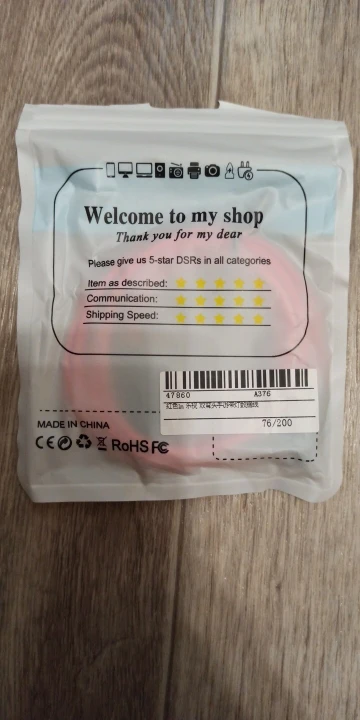 Welcome to my shop
Thank you for my dear
Please give us 5-star DSRs in all categories
Item as described:
Communication:
Shipping Speed:
47860 A376
76/200
MADE IN CHINA
CE RoHS FC